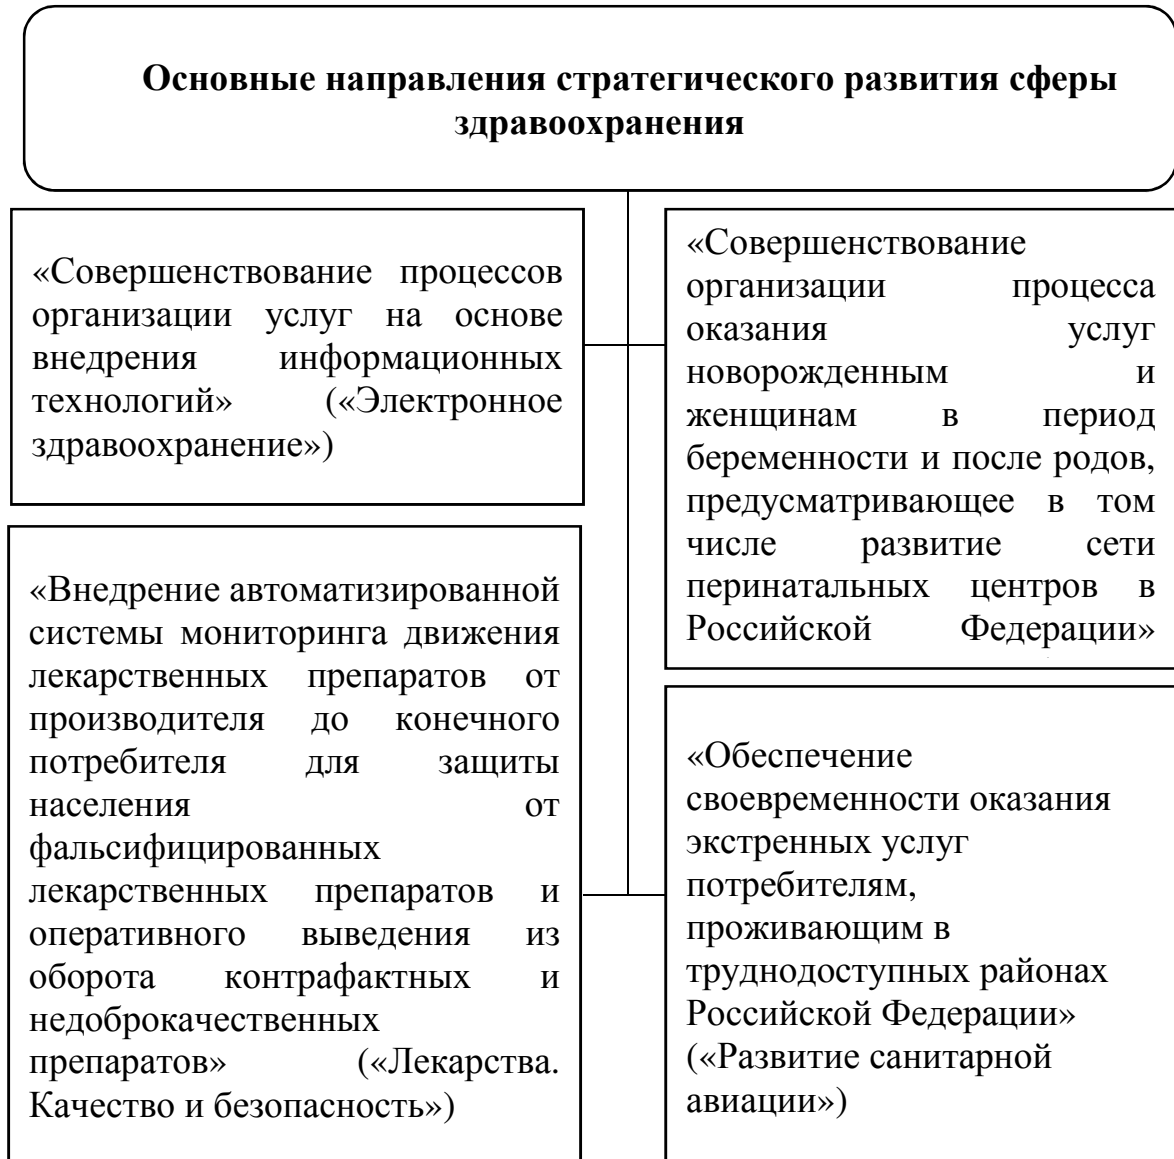 Основные направления стратегического развития сферы
здравоохранения
«Совершенствование процессов
организации услуг на основе
внедрения информационных
технологий» («Электронное
здравоохранение»)
«Совершенствование
организации процесса
оказания услуг
новорожденным и
женщинам в период
беременности и после родов,
предусматривающее в том
числе развитие сети
перинатальных центров в
Российской Федерации»
«Внедрение автоматизированной
системы мониторинга движения
лекарственных препаратов от
производителя до конечного
потребителя для защиты
населения от
фальсифицированных
лекарственных препаратов и
оперативного выведения из
оборота контрафактных и
недоброкачественных
препаратов» («Лекарства.
Качество и безопасность»)
«Обеспечение
своевременности оказания
экстренных услуг
потребителям,
проживающим в
труднодоступных районах
Российской Федерации»
(«Развитие санитарной
авиации»)